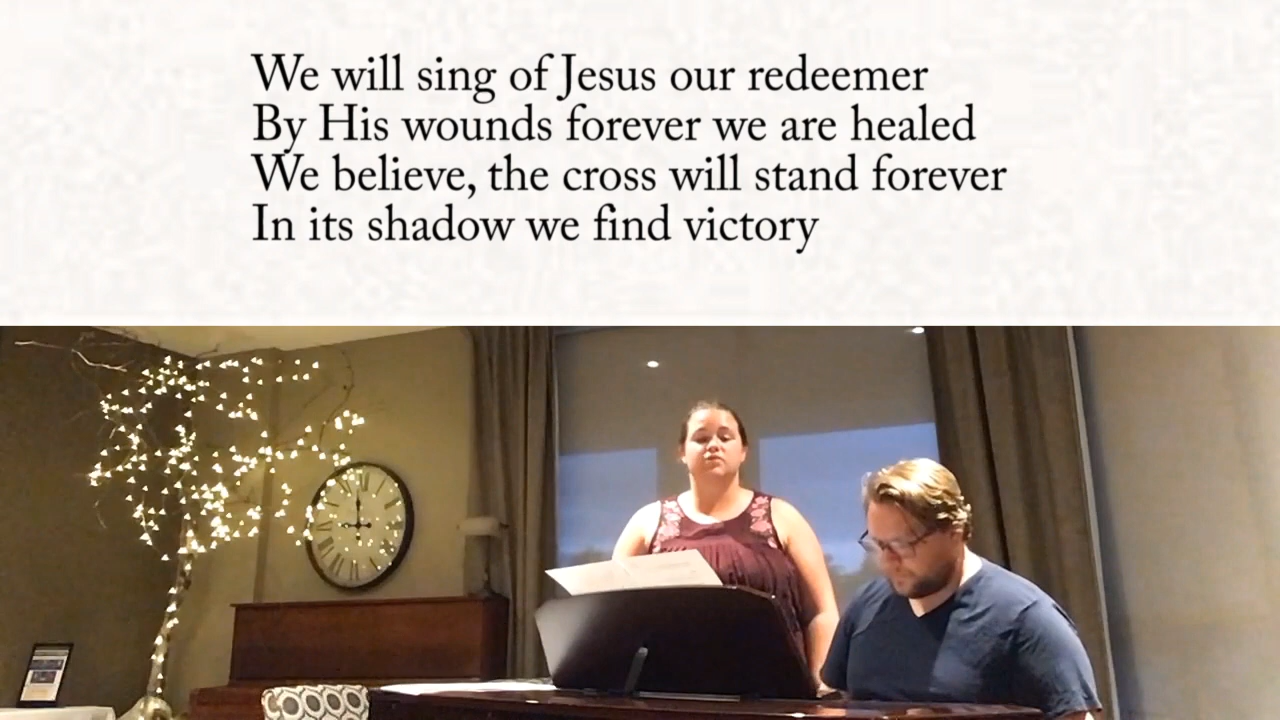 We will sing of Jesus our redeemer
By His wounds forever we are healed
We believe, the cross will stand forever
In its shadow we find victory